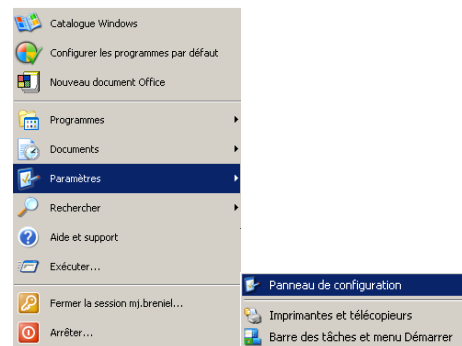 Catalogue Windows
Configurer les programmes par défaut
Nouveau document Office
Programmes
Documents
Paramètres
Rechercher
Aide et support
Exécuter...
Fermer la session mj.breniel...
Arrêter...
Panneau de configuration
Imprimantes et télécopieurs
Barre des tâches et menu Démarrer